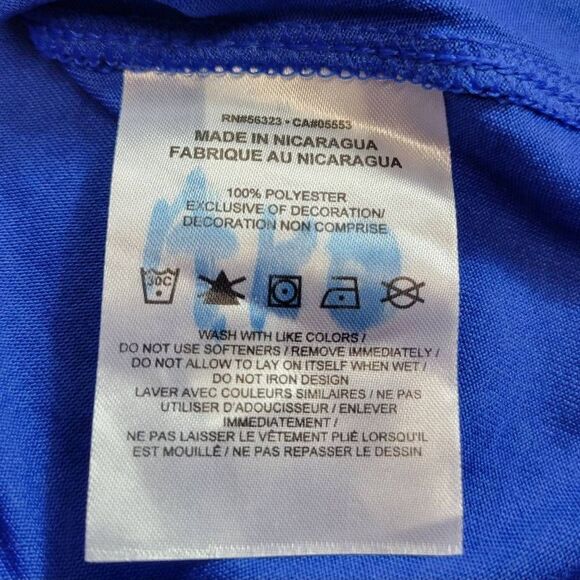 RN#56323 • CA#05553
MADE IN NICARAGUA
FABRIQUE AU NICARAGUA
100% POLYESTER
EXCLUSIVE OF DECORATION/
DECORATION NON COMPRISE
30C
WASH WITH LIKE COLORS /
DO NOT USE SOFTENERS / REMOVE IMMEDIATELY /
DO NOT ALLOW TO LAY ON ITSELF WHEN WET /
DO NOT IRON DESIGN
LAVER AVEC COULEURS SIMILAIRES / NE PAS
UTILISER D'ADOUCISSEUR / ENLEVER
IMMEDIATEMENT /
NE PAS LAISSER LE VÊTEMENT PLIÉ LORSQU'IL
EST MOUILLÉ / NE PAS REPASSER LE DESSIN